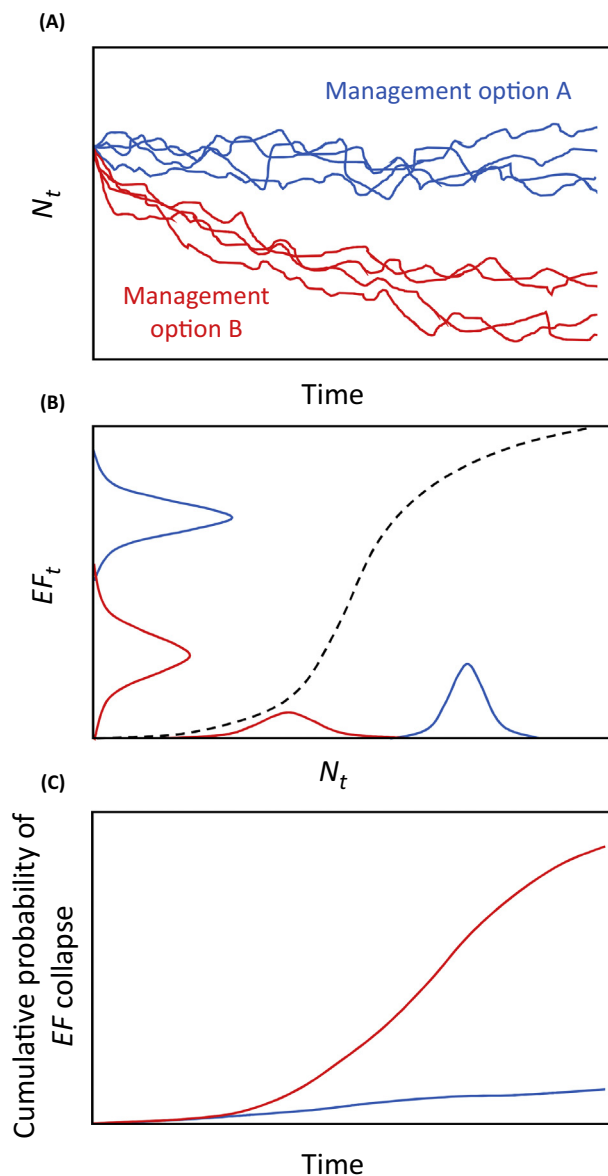 (A)
Management option A
N_t
Management
option B
Time
(B)
EF_t
N_t
(C)
Cumulative probability of
EF collapse
Time